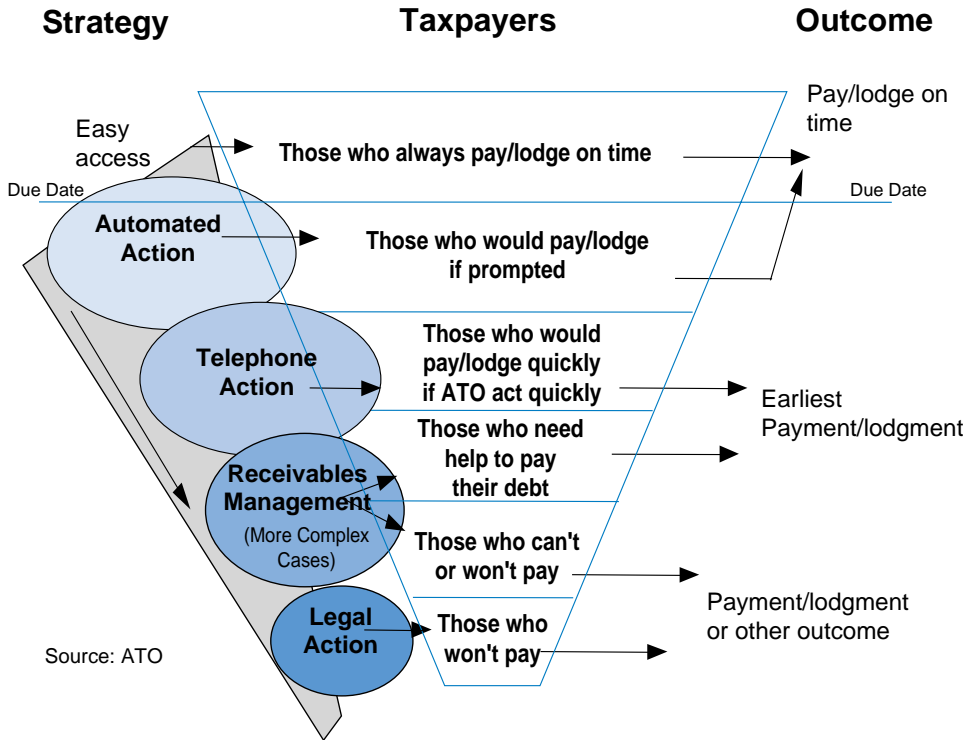 Strategy
Taxpayers
Outcome
Easy
access
Those who always pay/lodge on time
Pay/lodge on
time
Due Date
Due Date
Automated
Action
Those who would pay/lodge
if prompted
Telephone
Action
Those who would
pay/lodge quickly
if ATO act quickly
Earliest
Payment/lodgment
Receivables
Management
(More Complex
Cases)
Those who need
help to pay
their debt
Those who can't
or won't pay
Payment/lodgment
or other outcome
Legal
Action
Those who
won't pay
Source: ATO